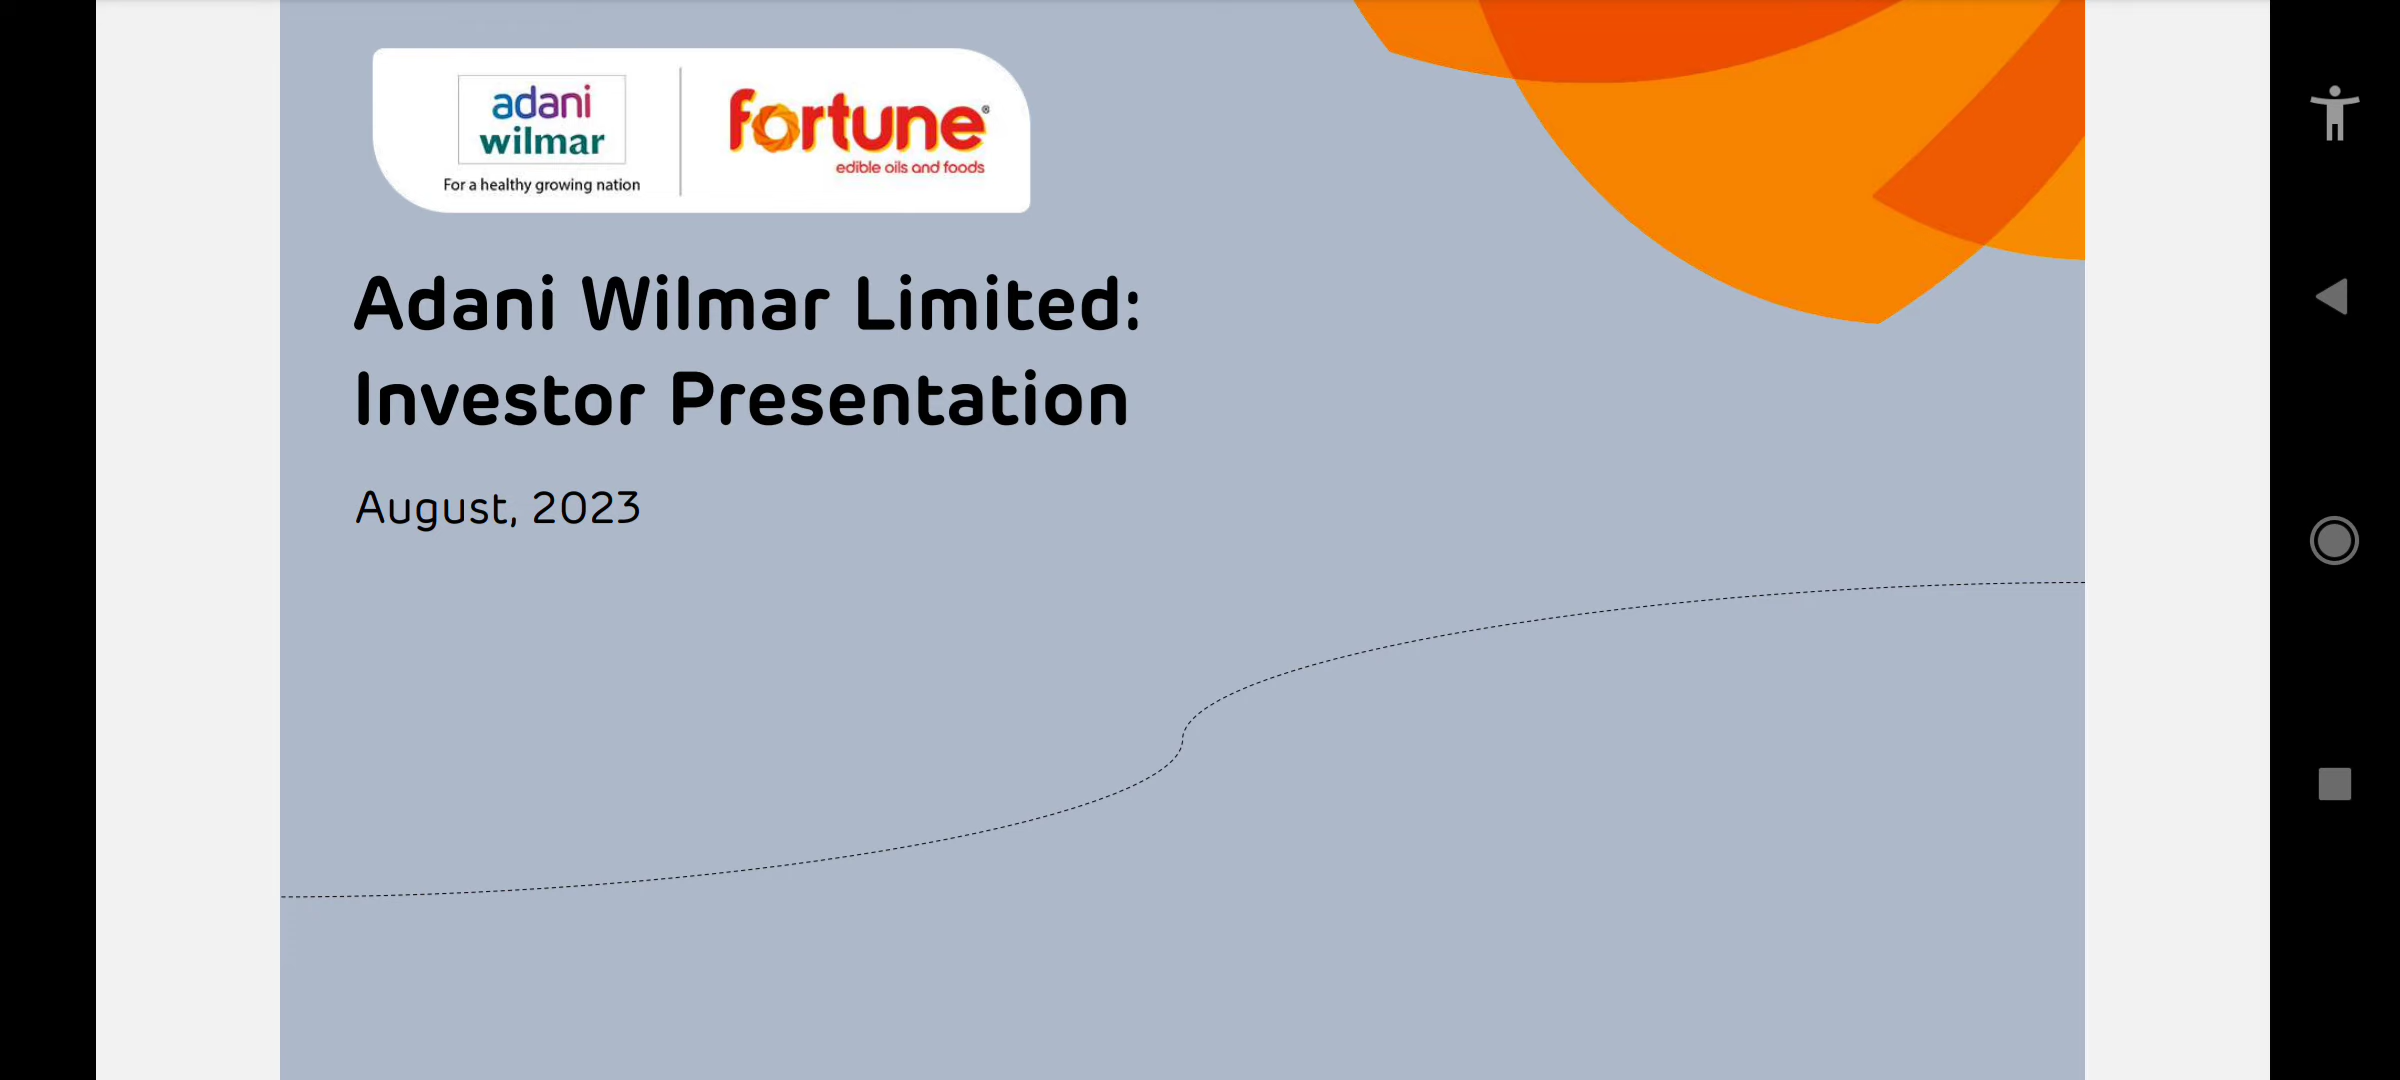 adani
wilmar
For a healthy growing nation
fortune®
edible oils and foods
Adani Wilmar Limited:
Investor Presentation
August, 2023